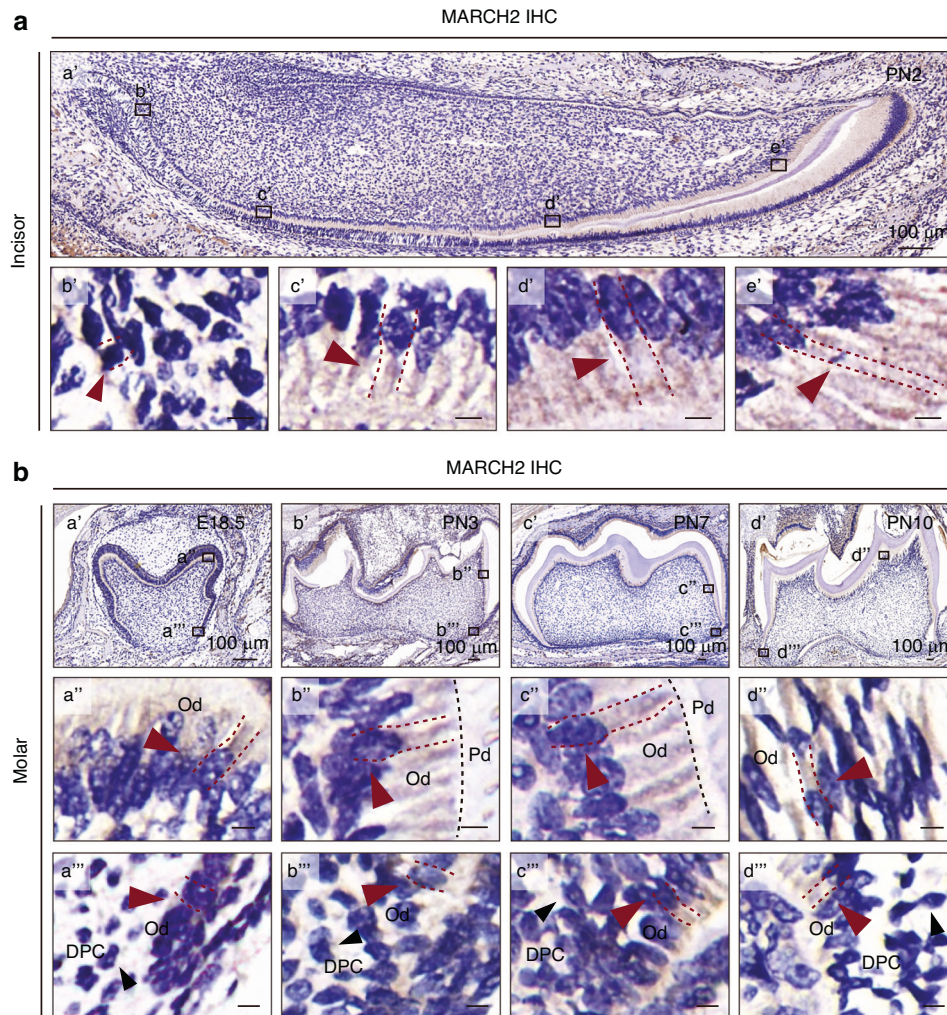 a
MARCH2 IHC
Incisor
a' PN2
b'
e'
c' d'
100 μm
b' c' d' e'
b
MARCH2 IHC
Molar
a' E18.5 b' PN3 c' PN7 d' PN10
a'' b'' c'' d''
a''' b''' c''' d'''
100 μm 100 μm 100 μm 100 μm
a'' Od b'' Od Pd c'' Od Pd d'' Od
a''' Od DPC b''' Od DPC c''' Od DPC d''' Od DPC